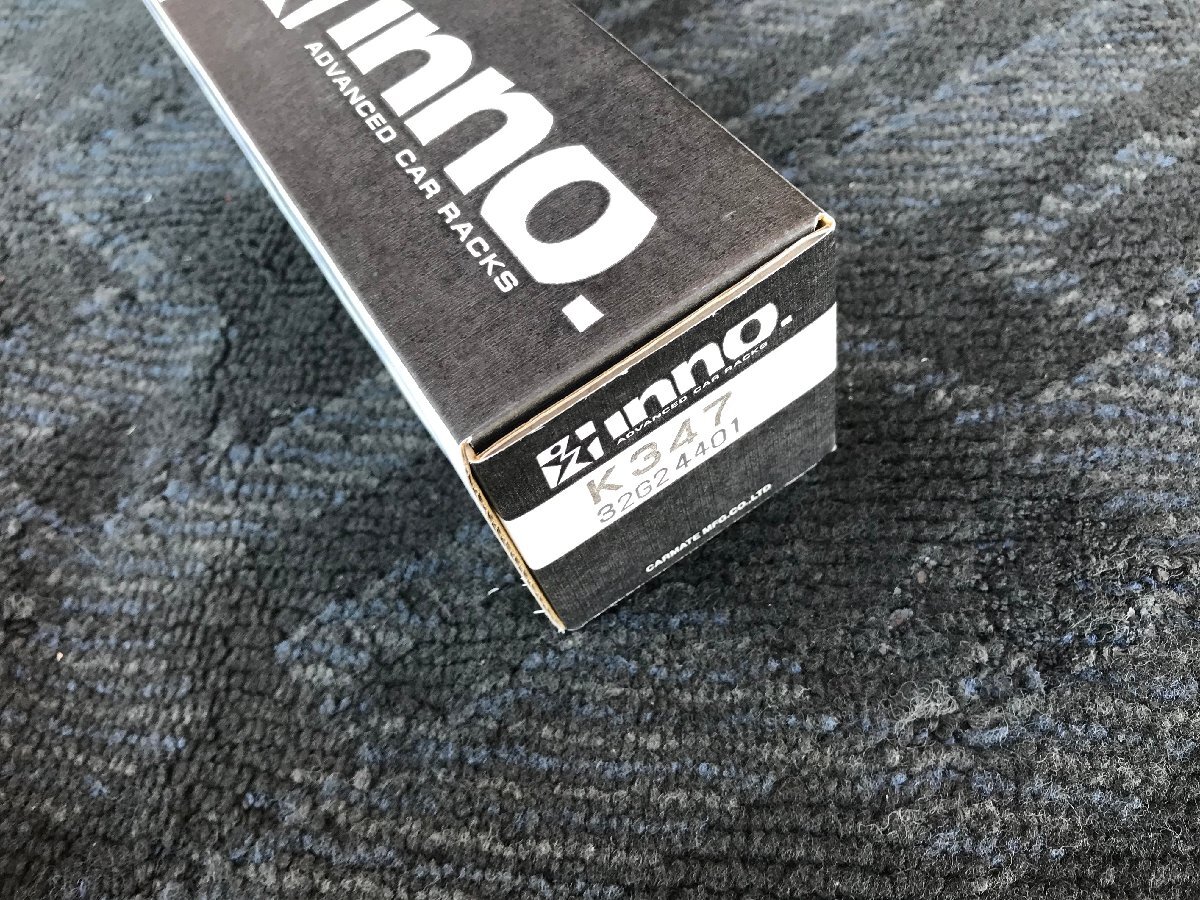 INNO.
ADVANCED CAR RACKS
INNO.
ADVANCED CAR RACKS
K347
32G24401
CARMATE MFG.CO.,LTD